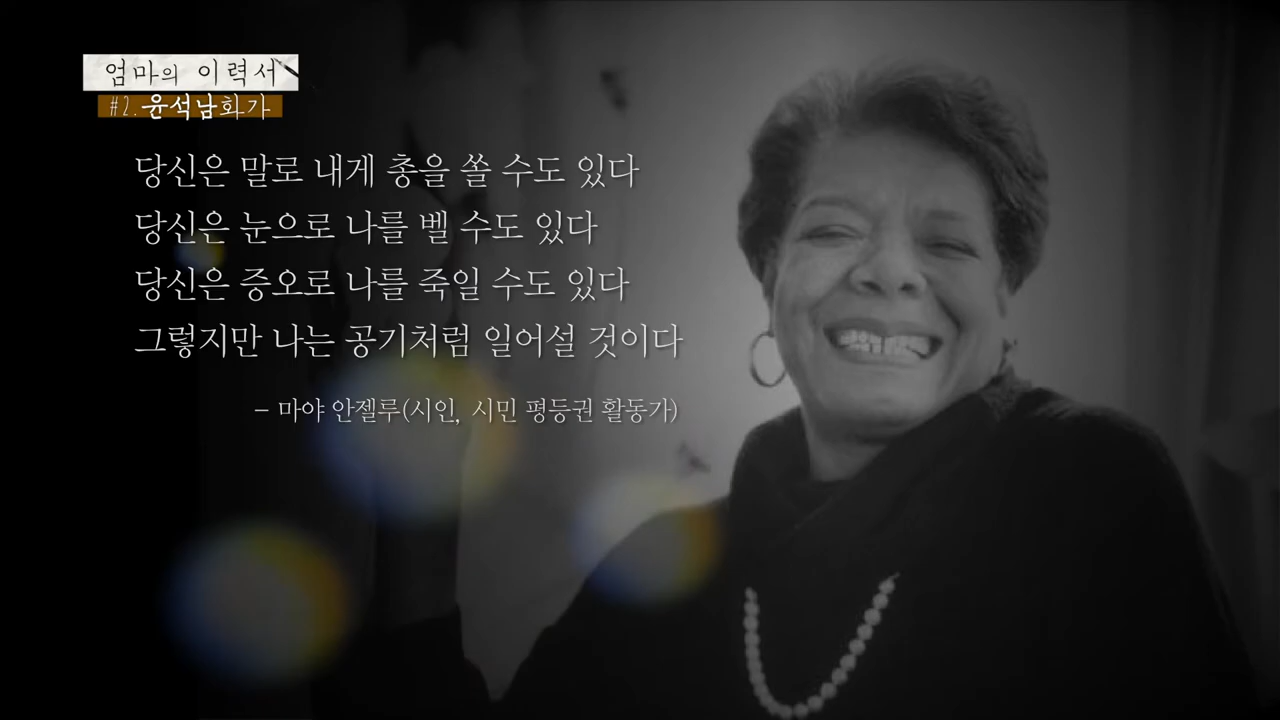 엄마의 이력서
#2. 윤석남화가
당신은 말로 내게 총을 쏠 수도 있다
당신은 눈으로 나를 벨 수도 있다
당신은 증오로 나를 죽일 수도 있다
그렇지만 나는 공기처럼 일어설 것이다
- 마야 안젤루(시인, 시민 평등권 활동가)